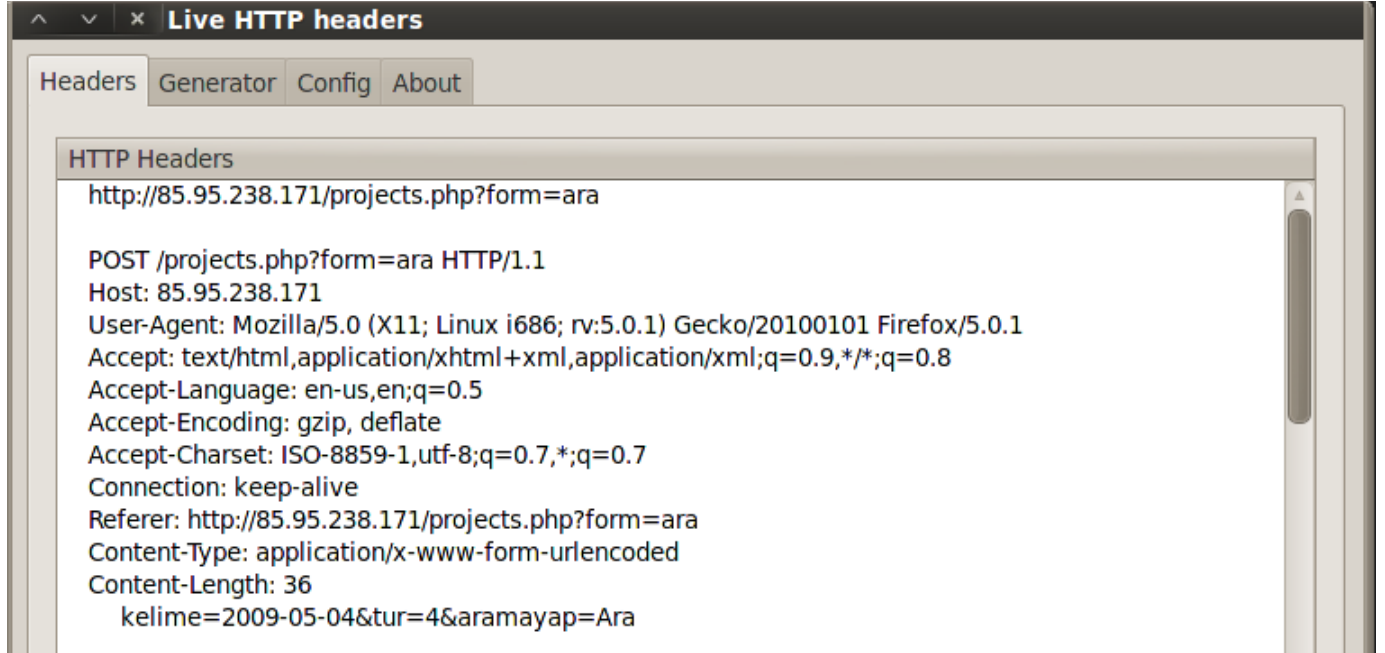 Live HTTP headers
Headers Generator Config About
HTTP Headers
http://85.95.238.171/projects.php?form=ara
POST /projects.php?form=ara HTTP/1.1
Host: 85.95.238.171
User-Agent: Mozilla/5.0 (X11; Linux i686; rv:5.0.1) Gecko/20100101 Firefox/5.0.1
Accept: text/html,application/xhtml+xml,application/xml;q=0.9,*/*;q=0.8
Accept-Language: en-us,en;q=0.5
Accept-Encoding: gzip, deflate
Accept-Charset: ISO-8859-1,utf-8;q=0.7,*;q=0.7
Connection: keep-alive
Referer: http://85.95.238.171/projects.php?form=ara
Content-Type: application/x-www-form-urlencoded
Content-Length: 36
kelime=2009-05-04&tur=4&aramayap=Ara